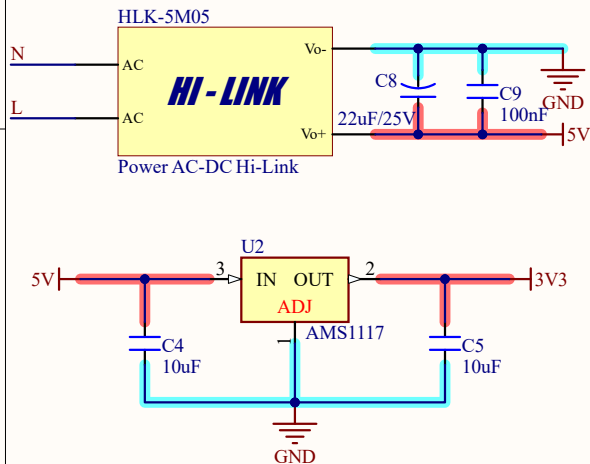 HLK-5M05
N
AC
Vo-
HI - LINK
C8
C9
GND
L
AC
22uF/25V
100nF
Vo+
5V
Power AC-DC Hi-Link
U2
5V
3
IN OUT
2
3V3
ADJ
1
AMS1117
C4
10uF
C5
10uF
GND